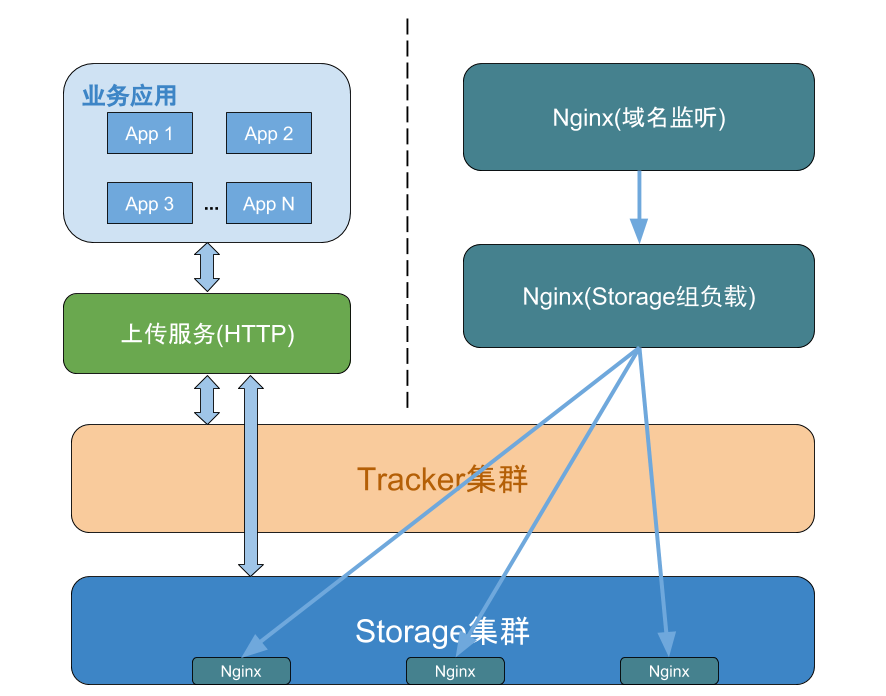 业务应用
App 1
App 2
App 3
...
App N
上传服务(HTTP)
Nginx(域名监听)
Nginx(Storage组负载)
Tracker集群
Storage集群
Nginx
Nginx
Nginx